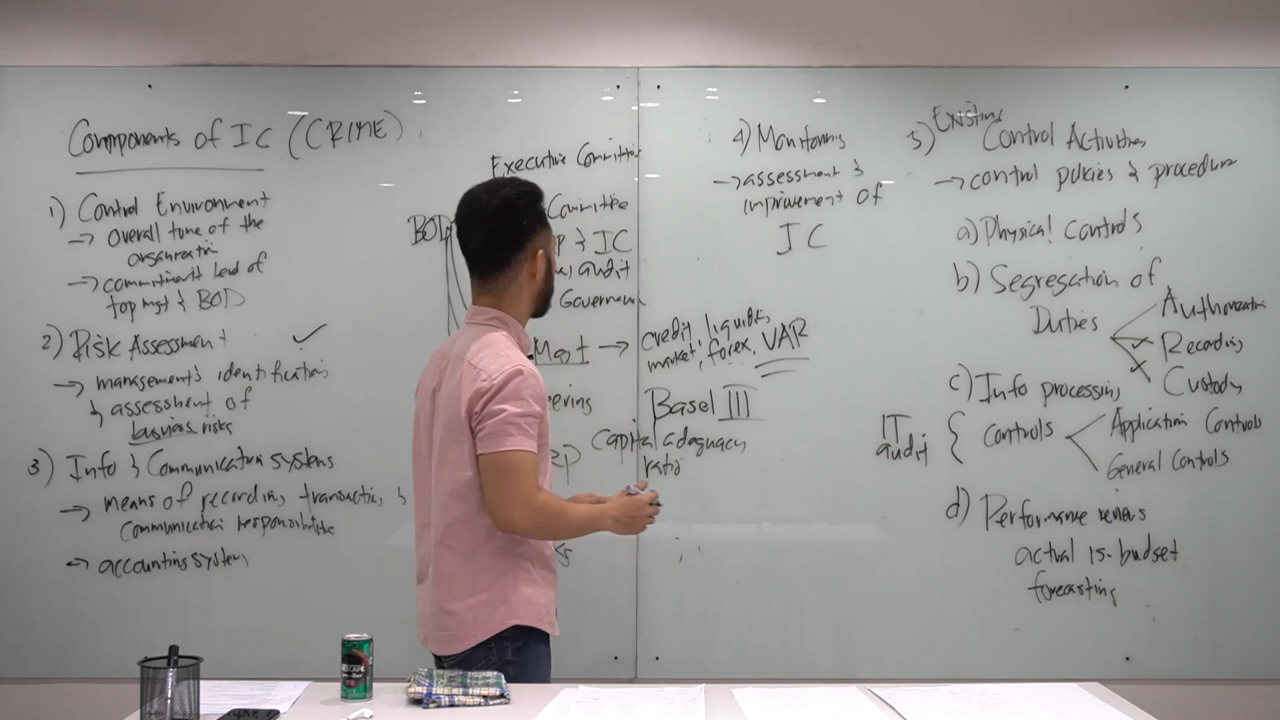 Components of IC (CRIME)
1) Control Environment
→ overall tone of the
organization
→ commitment level of
top mgt & BOD
2) Risk Assessment
→ management's identification
& assessment of
business risks
3) Info & Communication systems
→ means of recording transactions &
communication responsibilities
→ accounting system
Executive Committee
BOD
Committee
& IC
audit
Governance
Mgt → credit, liquidity,
market, forex, VAR
Basel III
capital adequacy
ratio
4) Monitoring
→ assessment &
improvement of
IC
5) Existing Control Activities
→ control policies & procedures
a) Physical controls
b) Segregation of
Duties
Authorization
Recording
Custody
c) Info processing
controls
IT
audit
Application Controls
General Controls
d) Performance reviews
actual vs. budget
forecasting